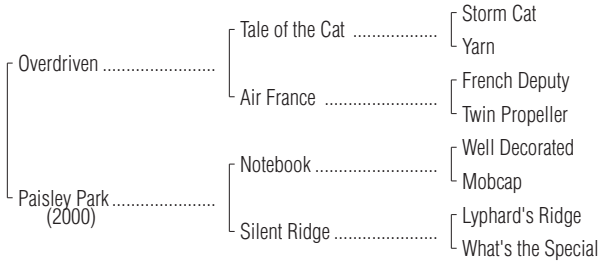 Storm Cat
Tale of the Cat ..................
Yarn
Overdriven .......................
French Deputy
Air France .......................
Twin Propeller
Well Decorated
Notebook .........................
Mobcap
Paisley Park .....................
(2000)
Lyphard's Ridge
Silent Ridge .....................
What's the Special